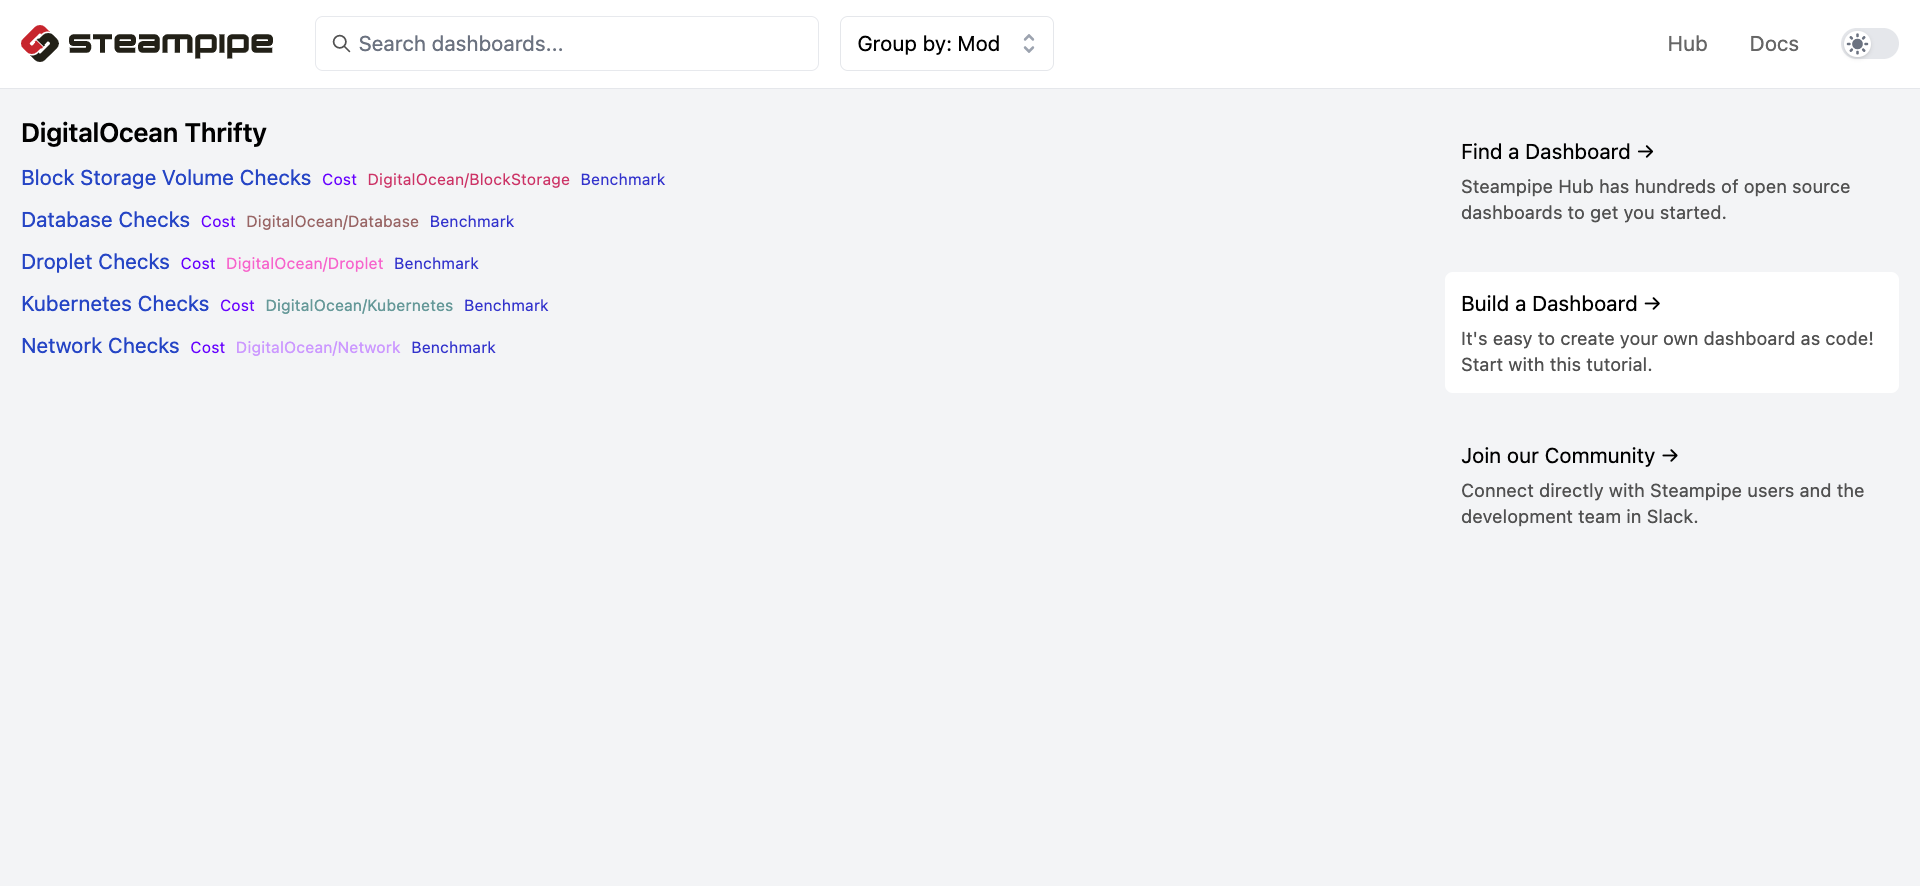 steampipe
Search dashboards...
Group by: Mod
Hub
Docs
DigitalOcean Thrifty
Block Storage Volume Checks Cost DigitalOcean/BlockStorage Benchmark
Database Checks Cost DigitalOcean/Database Benchmark
Droplet Checks Cost DigitalOcean/Droplet Benchmark
Kubernetes Checks Cost DigitalOcean/Kubernetes Benchmark
Network Checks Cost DigitalOcean/Network Benchmark
Find a Dashboard →
Steampipe Hub has hundreds of open source
dashboards to get you started.
Build a Dashboard →
It's easy to create your own dashboard as code!
Start with this tutorial.
Join our Community →
Connect directly with Steampipe users and the
development team in Slack.